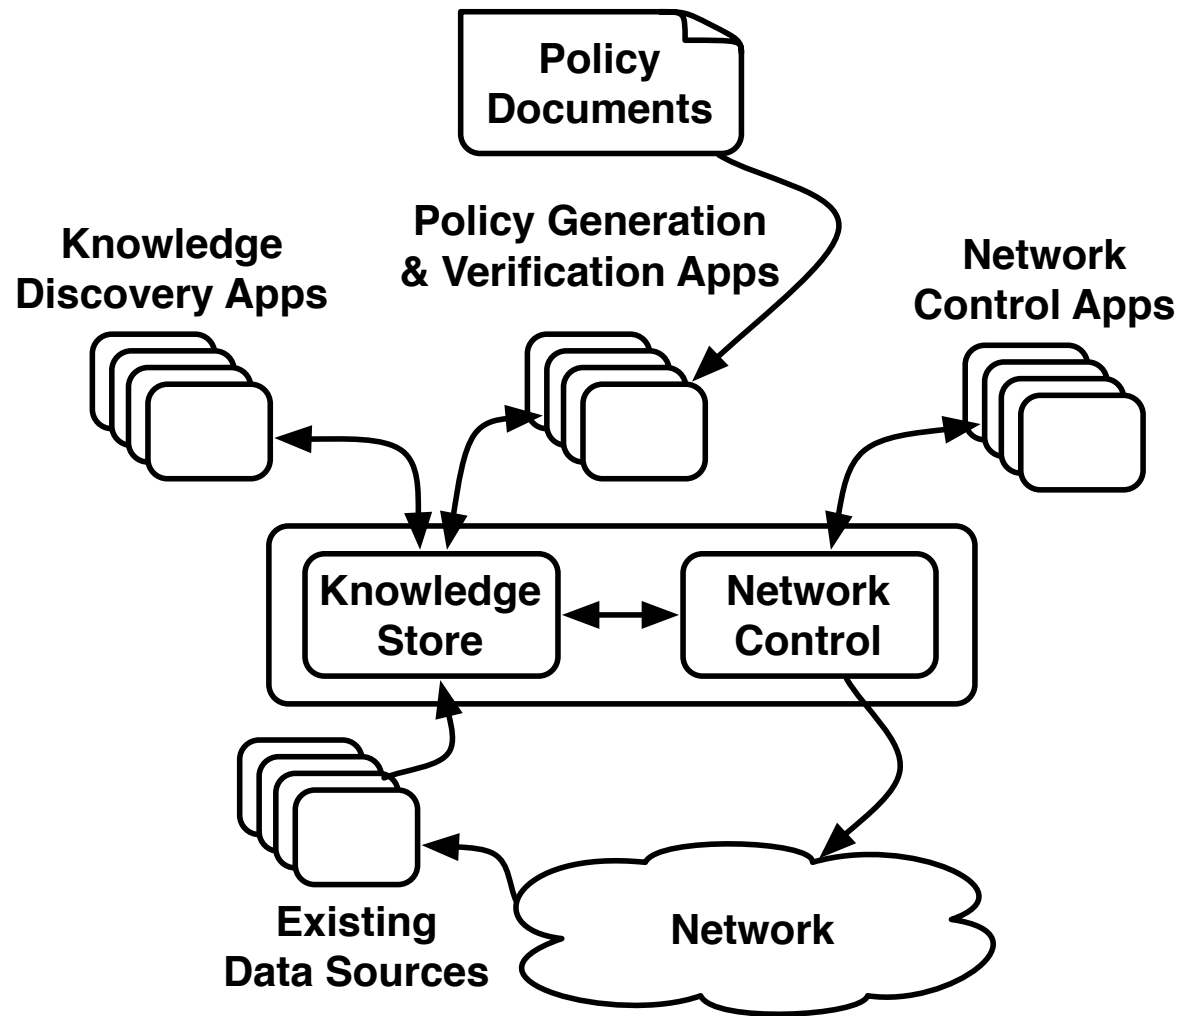 Policy
Documents
Policy Generation
& Verification Apps
Knowledge
Discovery Apps
Network
Control Apps
Knowledge
Store
Network
Control
Existing
Data Sources
Network